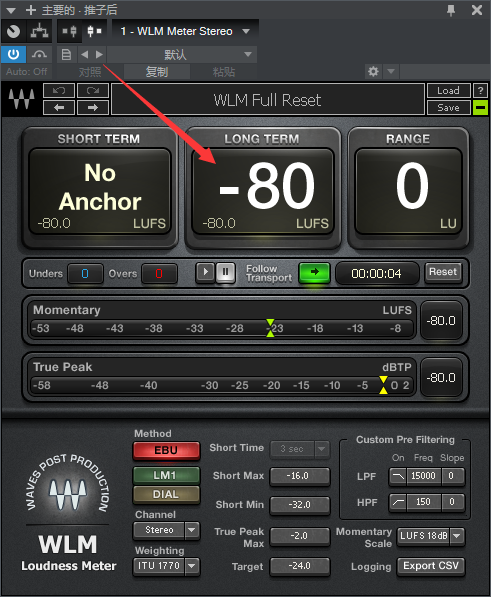 主要的 - 推子后
1 - WLM Meter Stereo
默认
Auto: Off 对照 复制 粘贴
WLM Full Reset
Load ?
Save
SHORT TERM LONG TERM RANGE
No
Anchor
-80
0
-80.0 LUFS -80.0 LUFS LU
Unders 0 Overs 0 Follow Transport 00:00:04 Reset
Momentary LUFS
-53 -48 -43 -38 -33 -28 -23 -18 -13 -8
-80.0
True Peak dBTP
-58 -48 -40 -30 -25 -20 -15 -10 -5 0 2
-80.0
WAVES POST PRODUCTION
WLM
Loudness Meter
Method
EBU
LM1
DIAL
Channel
Stereo
Weighting
ITU 1770
Short Time 3 sec
Short Max -16.0
Short Min -32.0
True Peak Max -2.0
Target -24.0
Custom Pre Filtering
On Freq Slope
LPF 15000 0
HPF 150 0
Momentary Scale LUFS 18dB
Logging Export CSV